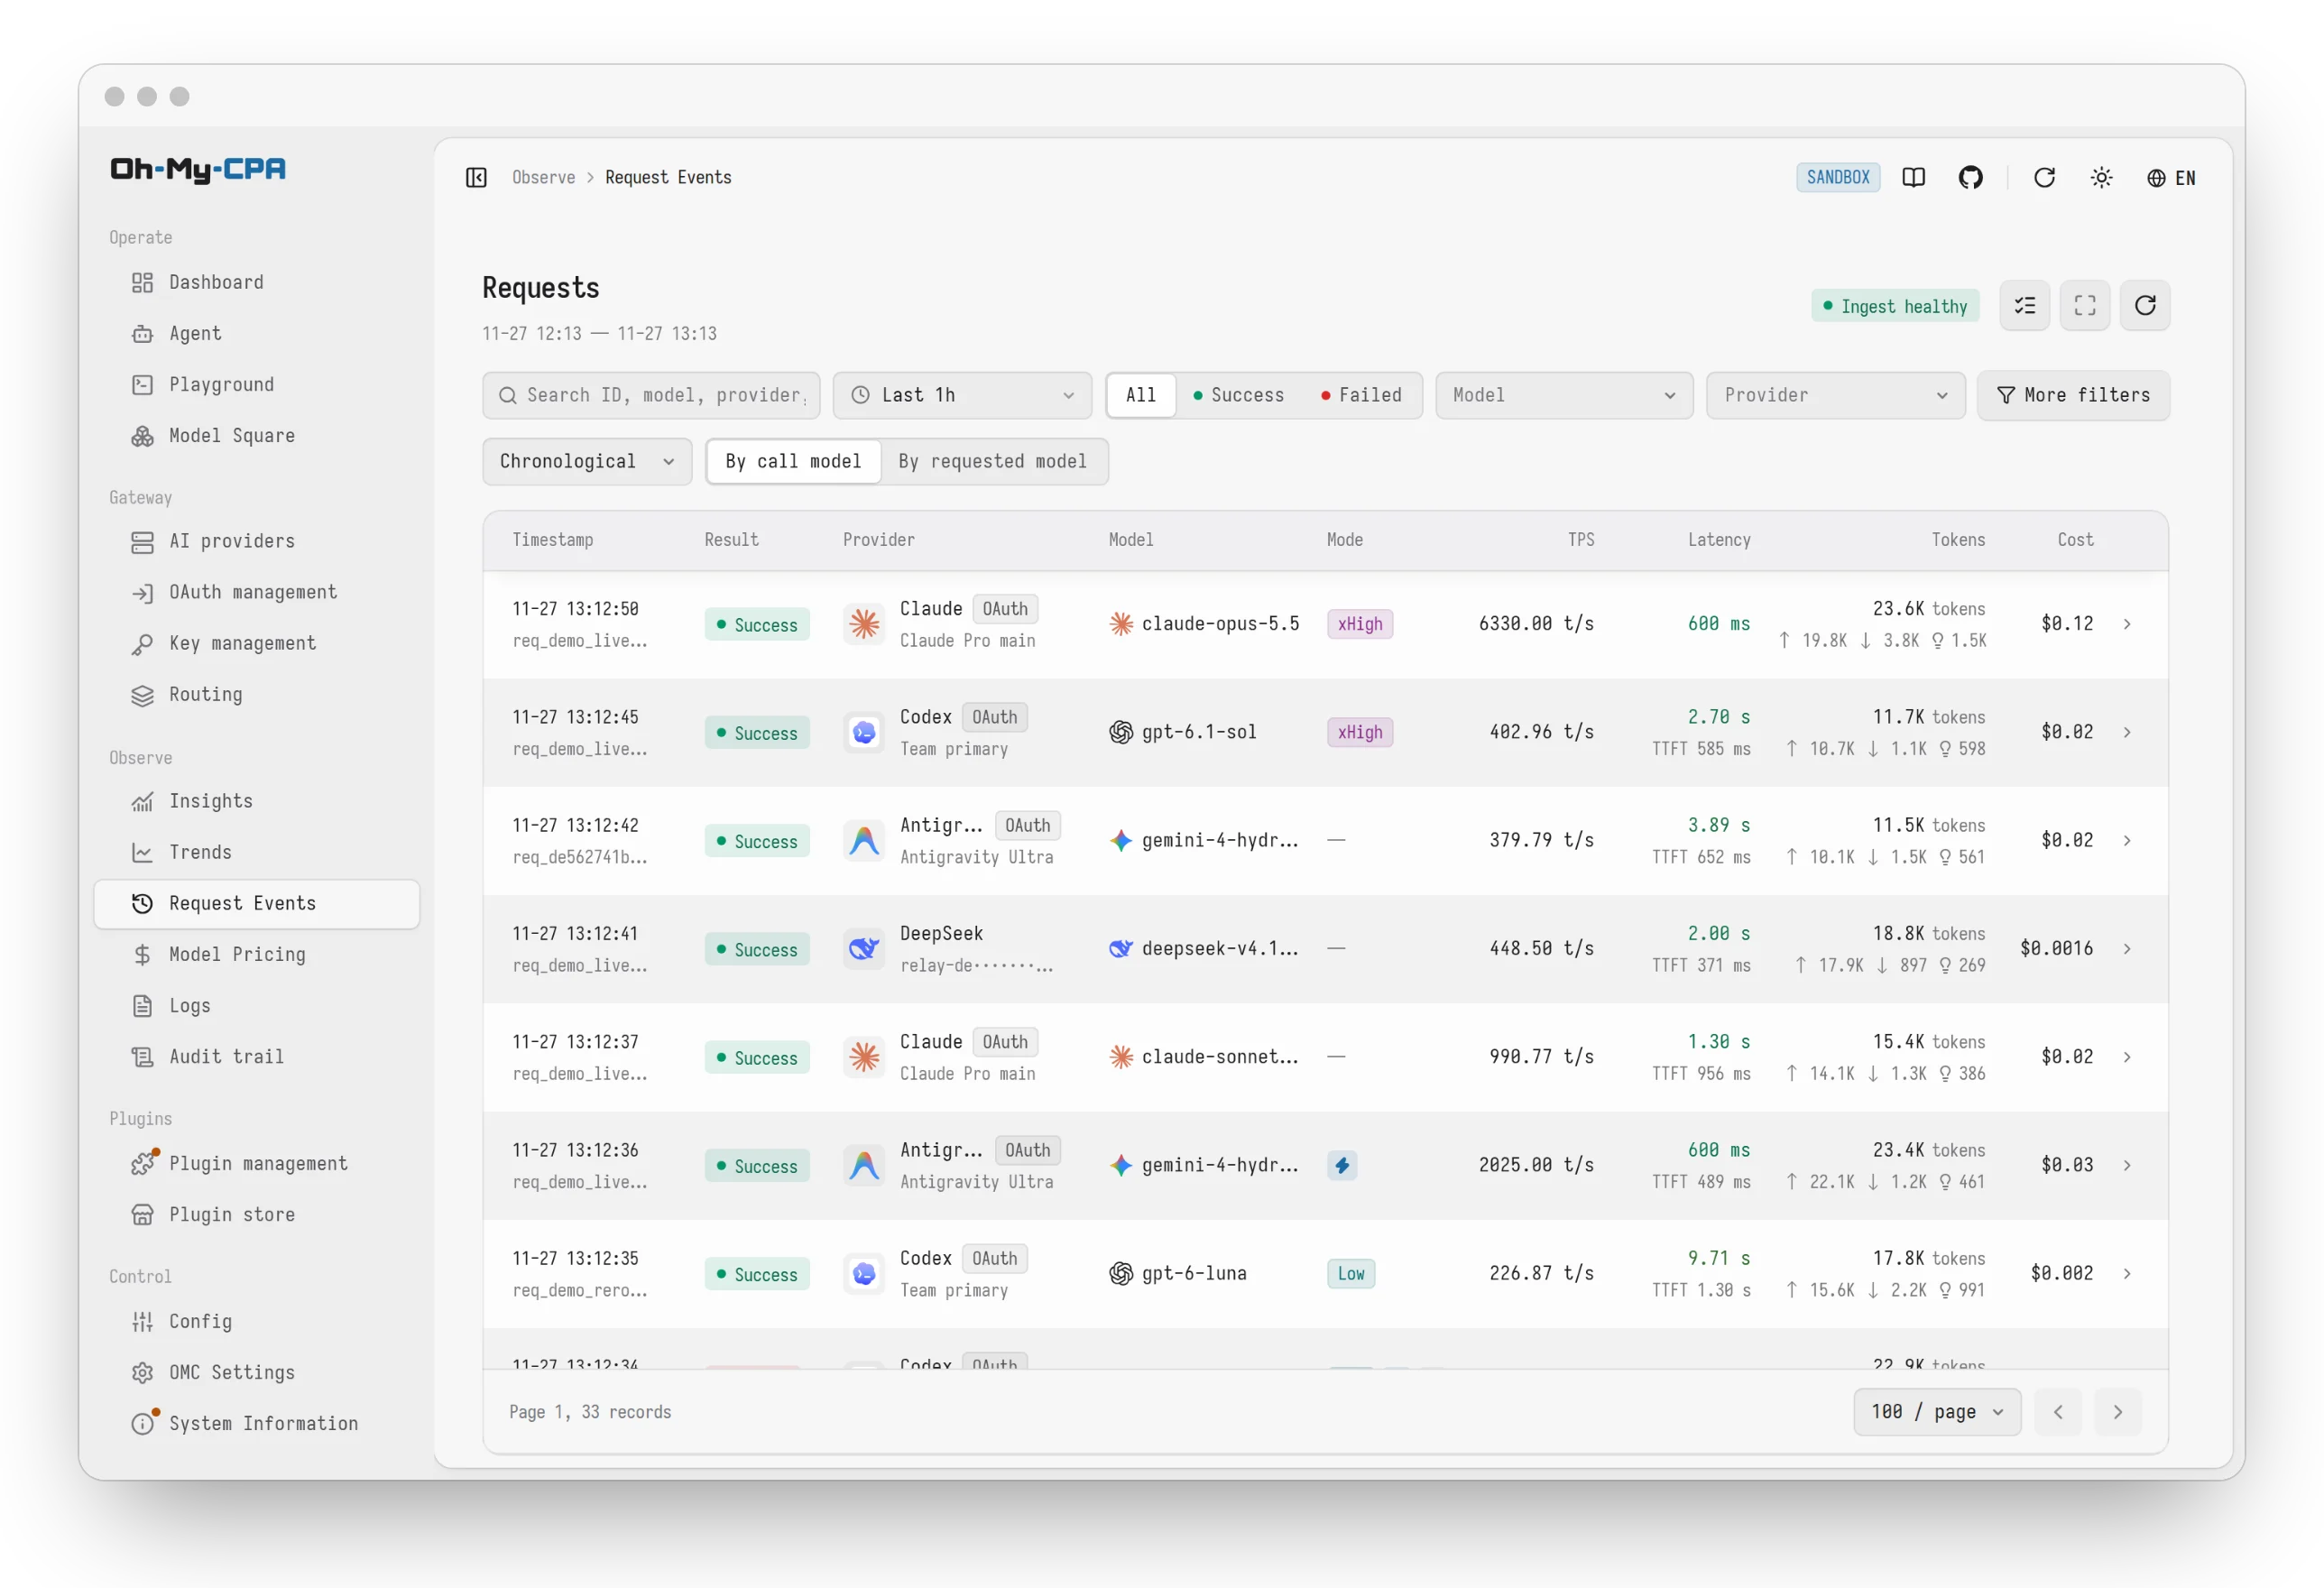 Oh-My-CPA
Operate
Dashboard
Agent
Playground
Model Square
Gateway
AI providers
OAuth management
Key management
Routing
Observe
Insights
Trends
Request Events
Model Pricing
Logs
Audit trail
Plugins
Plugin management
Plugin store
Control
Config
OMC Settings
System Information
Observe > Request Events
SANDBOX
EN
Requests
11-27 12:13 — 11-27 13:13
Ingest healthy
Search ID, model, provider,
Last 1h
All Success Failed
Model
Provider
More filters
Chronological
By call model By requested model
Timestamp Result Provider Model Mode TPS Latency Tokens Cost
11-27 13:12:50 Success Claude OAuth claude-opus-5.5 xHigh 6330.00 t/s 600 ms 23.6K tokens $0.12
req_demo_live... Claude Pro main ↑ 19.8K ↓ 3.8K 1.5K
11-27 13:12:45 Success Codex OAuth gpt-6.1-sol xHigh 402.96 t/s 2.70 s 11.7K tokens $0.02
req_demo_live... Team primary TTFT 585 ms ↑ 10.7K ↓ 1.1K 598
11-27 13:12:42 Success Antigr... OAuth gemini-4-hydr... — 379.79 t/s 3.89 s 11.5K tokens $0.02
req_de562741b... Antigravity Ultra TTFT 652 ms ↑ 10.1K ↓ 1.5K 561
11-27 13:12:41 Success DeepSeek deepseek-v4.1... — 448.50 t/s 2.00 s 18.8K tokens $0.0016
req_demo_live... relay-de·······... TTFT 371 ms ↑ 17.9K ↓ 897 269
11-27 13:12:37 Success Claude OAuth claude-sonnet... — 990.77 t/s 1.30 s 15.4K tokens $0.02
req_demo_live... Claude Pro main TTFT 956 ms ↑ 14.1K ↓ 1.3K 386
11-27 13:12:36 Success Antigr... OAuth gemini-4-hydr... 2025.00 t/s 600 ms 23.4K tokens $0.03
req_demo_live... Antigravity Ultra TTFT 489 ms ↑ 22.1K ↓ 1.2K 461
11-27 13:12:35 Success Codex OAuth gpt-6-luna Low 226.87 t/s 9.71 s 17.8K tokens $0.002
req_demo_rero... Team primary TTFT 1.30 s ↑ 15.6K ↓ 2.2K 991
11-27 13:12:34 Codex OAuth 22.9K tokens
Page 1, 33 records
100 / page